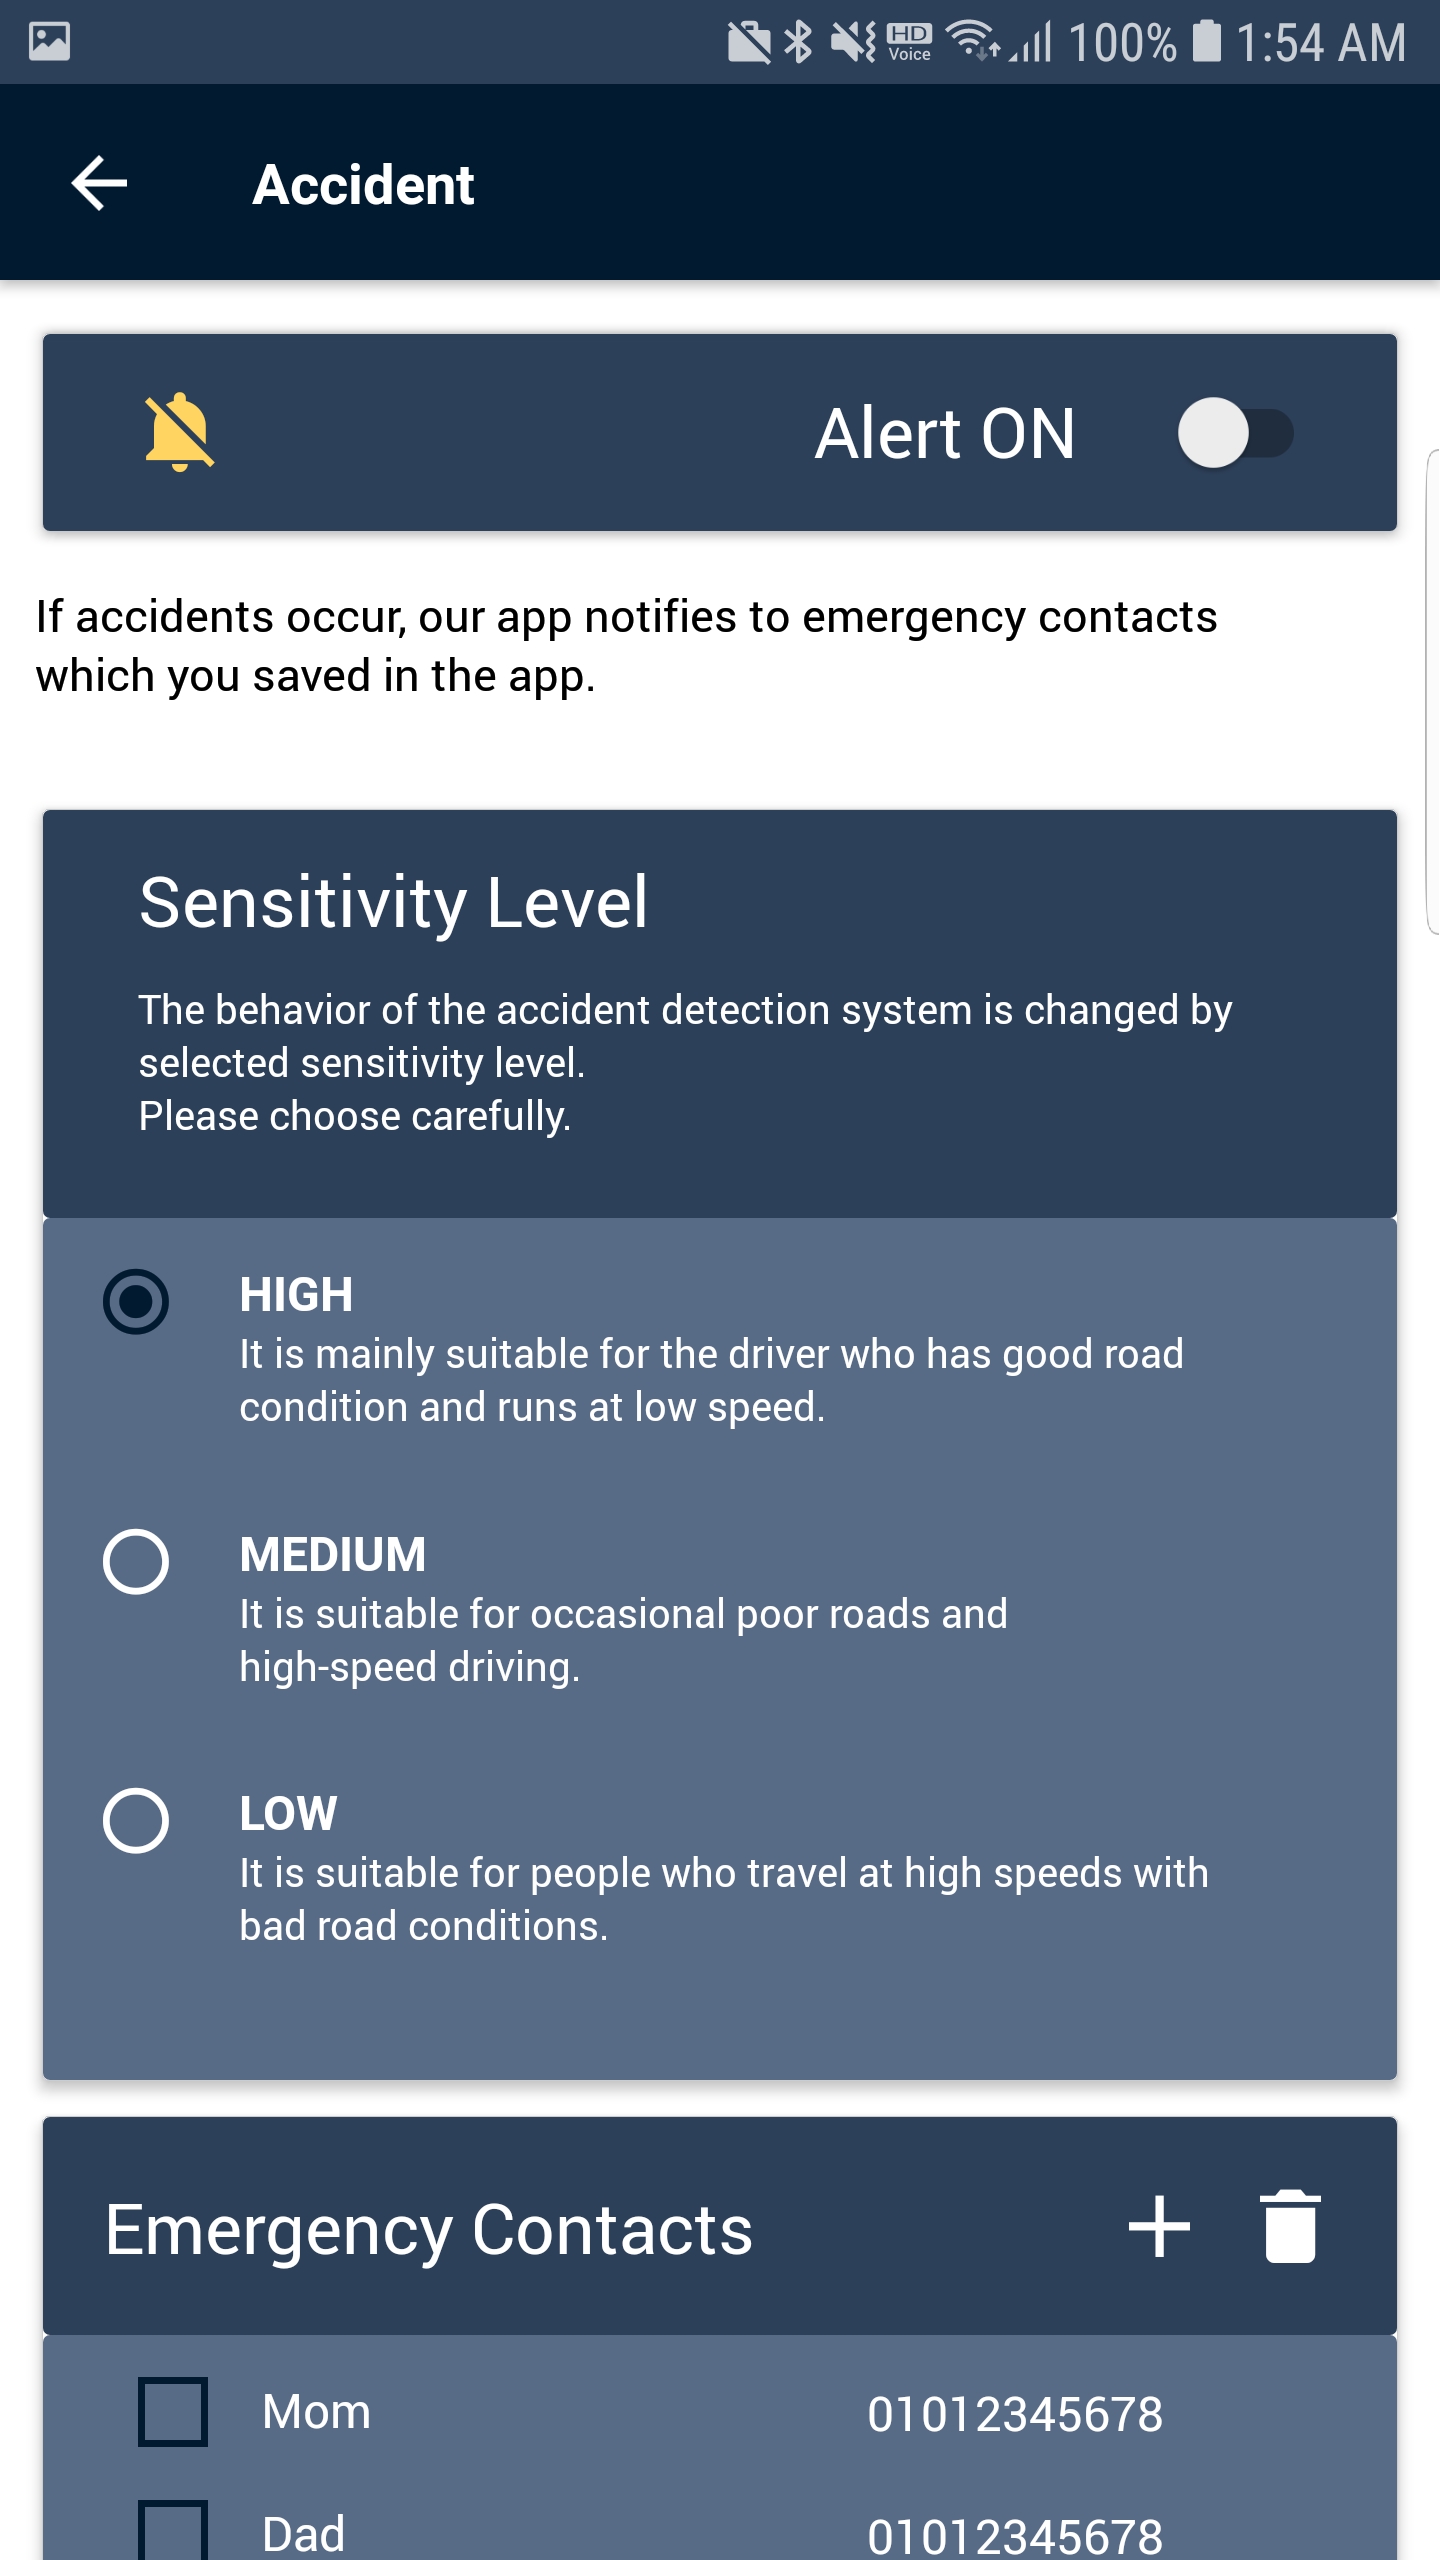 HD Voice 100% 1:54 AM
Accident
Alert ON
If accidents occur, our app notifies to emergency contacts
which you saved in the app.
Sensitivity Level
The behavior of the accident detection system is changed by
selected sensitivity level.
Please choose carefully.
HIGH
It is mainly suitable for the driver who has good road
condition and runs at low speed.
MEDIUM
It is suitable for occasional poor roads and
high-speed driving.
LOW
It is suitable for people who travel at high speeds with
bad road conditions.
Emergency Contacts
Mom 01012345678
Dad 01012345678